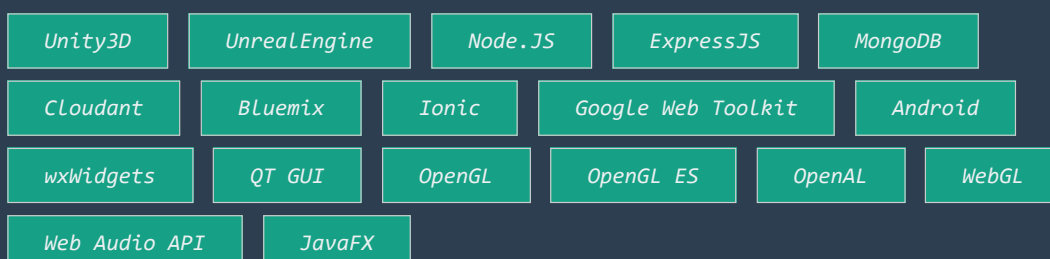 Unity3D UnrealEngine Node.JS ExpressJS MongoDB
Cloudant Bluemix Ionic Google Web Toolkit Android
wxWidgets QT GUI OpenGL OpenGL ES OpenAL WebGL
Web Audio API JavaFX